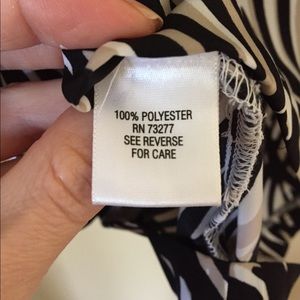 100% POLYESTER
RN 73277
SEE REVERSE
FOR CARE